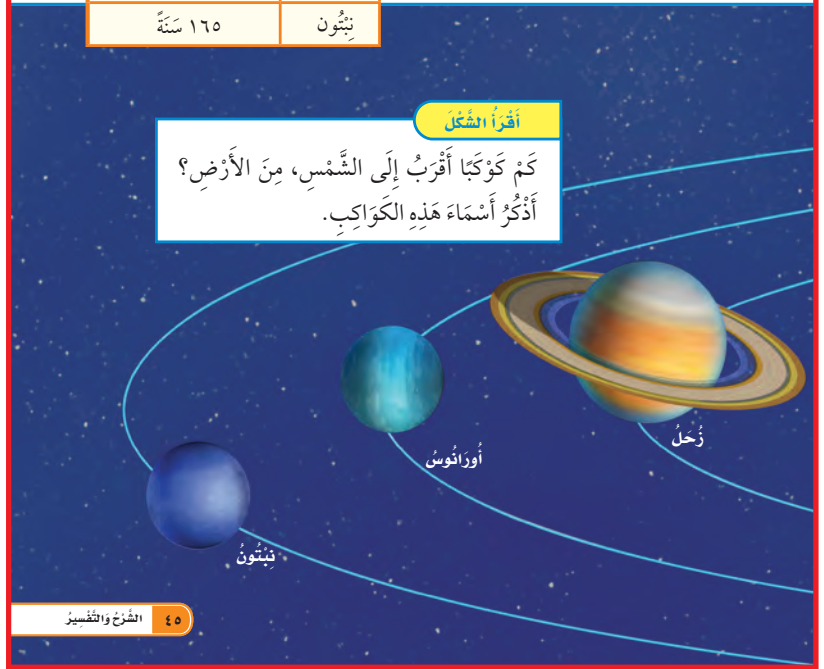 نِبْتُون ١٦٥ سَنَةً
أَقْرَأُ الشَّكْلَ
كَمْ كَوْكَبًا أَقْرَبُ إِلَى الشَّمْسِ، مِنَ الأَرْضِ؟
أَذْكُرُ أَسْمَاءَ هَذِهِ الكَوَاكِبِ.
زُحَلُ
أُورَانُوسُ
نِبْتُونُ
٤٥ الشَّرْحُ وَالتَّفْسِيرُ